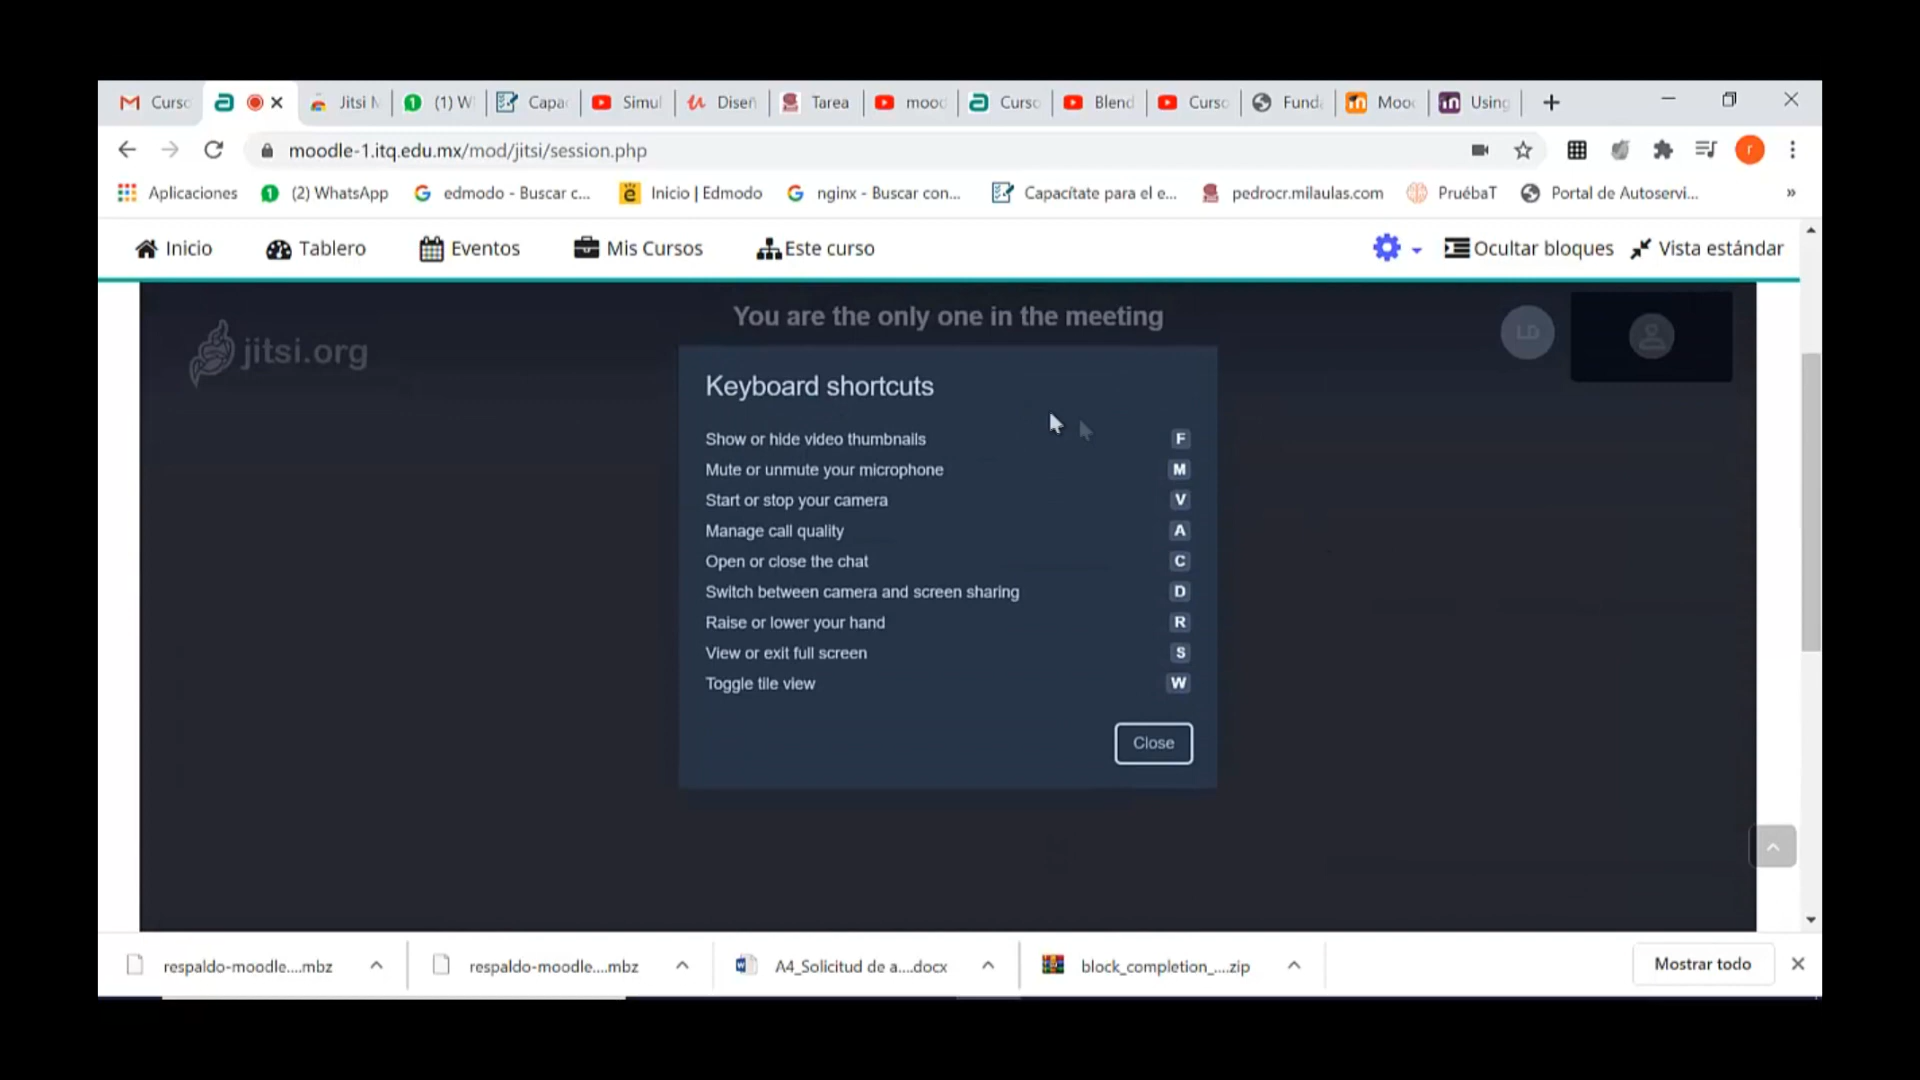 Curso Jitsi M (1) W Capac Simul Diseñ Tarea mood Curso Blend Curso Funda Mood Using
moodle-1.itq.edu.mx/mod/jitsi/session.php r
Aplicaciones (2) WhatsApp edmodo - Buscar c... Inicio | Edmodo nginx - Buscar con... Capacítate para el e... pedrocr.milaulas.com PruébaT Portal de Autoservi... »
Inicio Tablero Eventos Mis Cursos Este curso Ocultar bloques Vista estándar
You are the only one in the meeting
jitsi.org
LD
Keyboard shortcuts
Show or hide video thumbnails F
Mute or unmute your microphone M
Start or stop your camera V
Manage call quality A
Open or close the chat C
Switch between camera and screen sharing D
Raise or lower your hand R
View or exit full screen S
Toggle tile view W
Close
respaldo-moodle....mbz respaldo-moodle....mbz A4_Solicitud de a....docx block_completion_....zip Mostrar todo